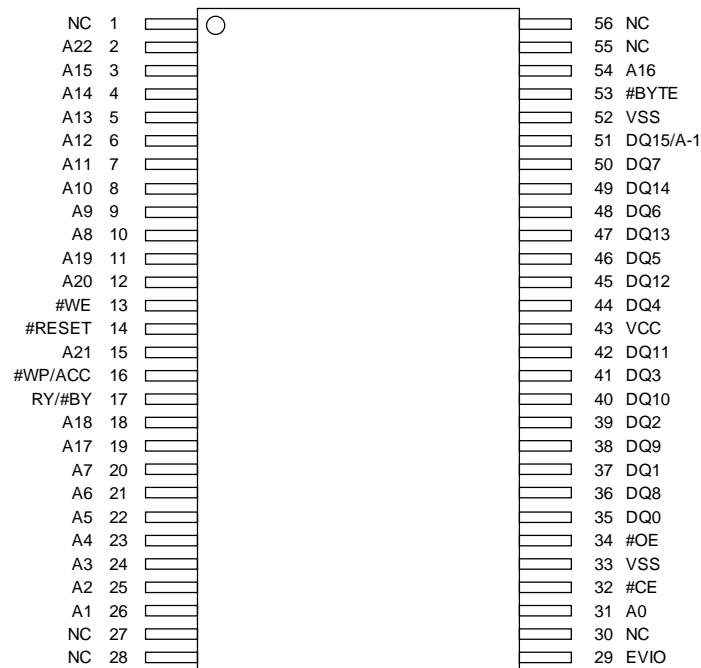 NC 1 56 NC
A22 2 55 NC
A15 3 54 A16
A14 4 53 #BYTE
A13 5 52 VSS
A12 6 51 DQ15/A-1
A11 7 50 DQ7
A10 8 49 DQ14
A9 9 48 DQ6
A8 10 47 DQ13
A19 11 46 DQ5
A20 12 45 DQ12
#WE 13 44 DQ4
#RESET 14 43 VCC
A21 15 42 DQ11
#WP/ACC 16 41 DQ3
RY/#BY 17 40 DQ10
A18 18 39 DQ2
A17 19 38 DQ9
A7 20 37 DQ1
A6 21 36 DQ8
A5 22 35 DQ0
A4 23 34 #OE
A3 24 33 VSS
A2 25 32 #CE
A1 26 31 A0
NC 27 30 NC
NC 28 29 EVIO